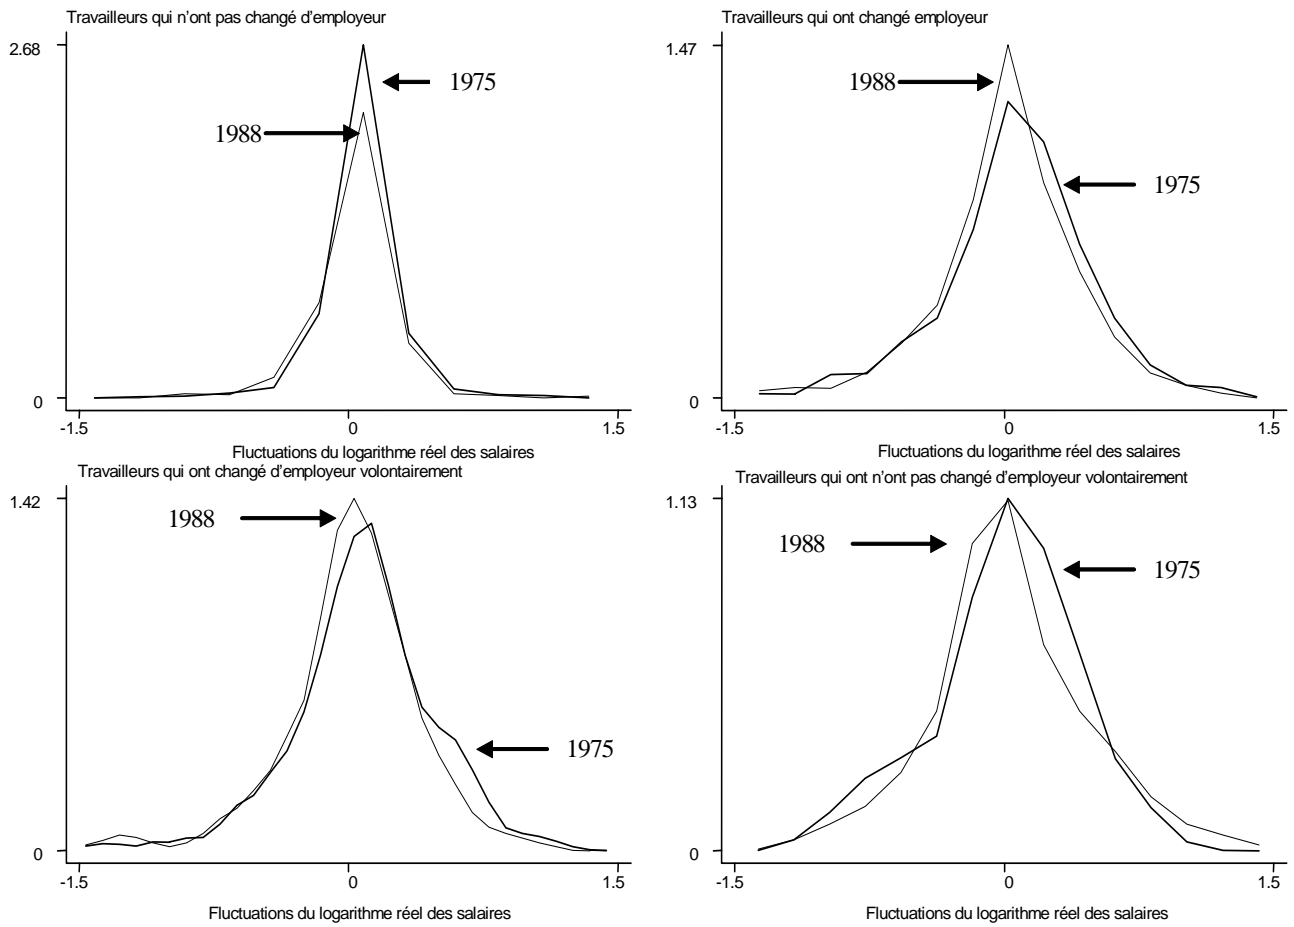 Travailleurs qui n’ont pas changé d’employeur
2.68
1975
1988
0
-1.5 0 1.5
Fluctuations du logarithme réel des salaires
Travailleurs qui ont changé employeur
1.47
1988
1975
0
-1.5 0 1.5
Fluctuations du logarithme réel des salaires
Travailleurs qui ont changé d’employeur volontairement
1.42
1988
1975
0
-1.5 0 1.5
Fluctuations du logarithme réel des salaires
Travailleurs qui ont n’ont pas changé d’employeur volontairement
1.13
1988
1975
0
-1.5 0 1.5
Fluctuations du logarithme réel des salaires